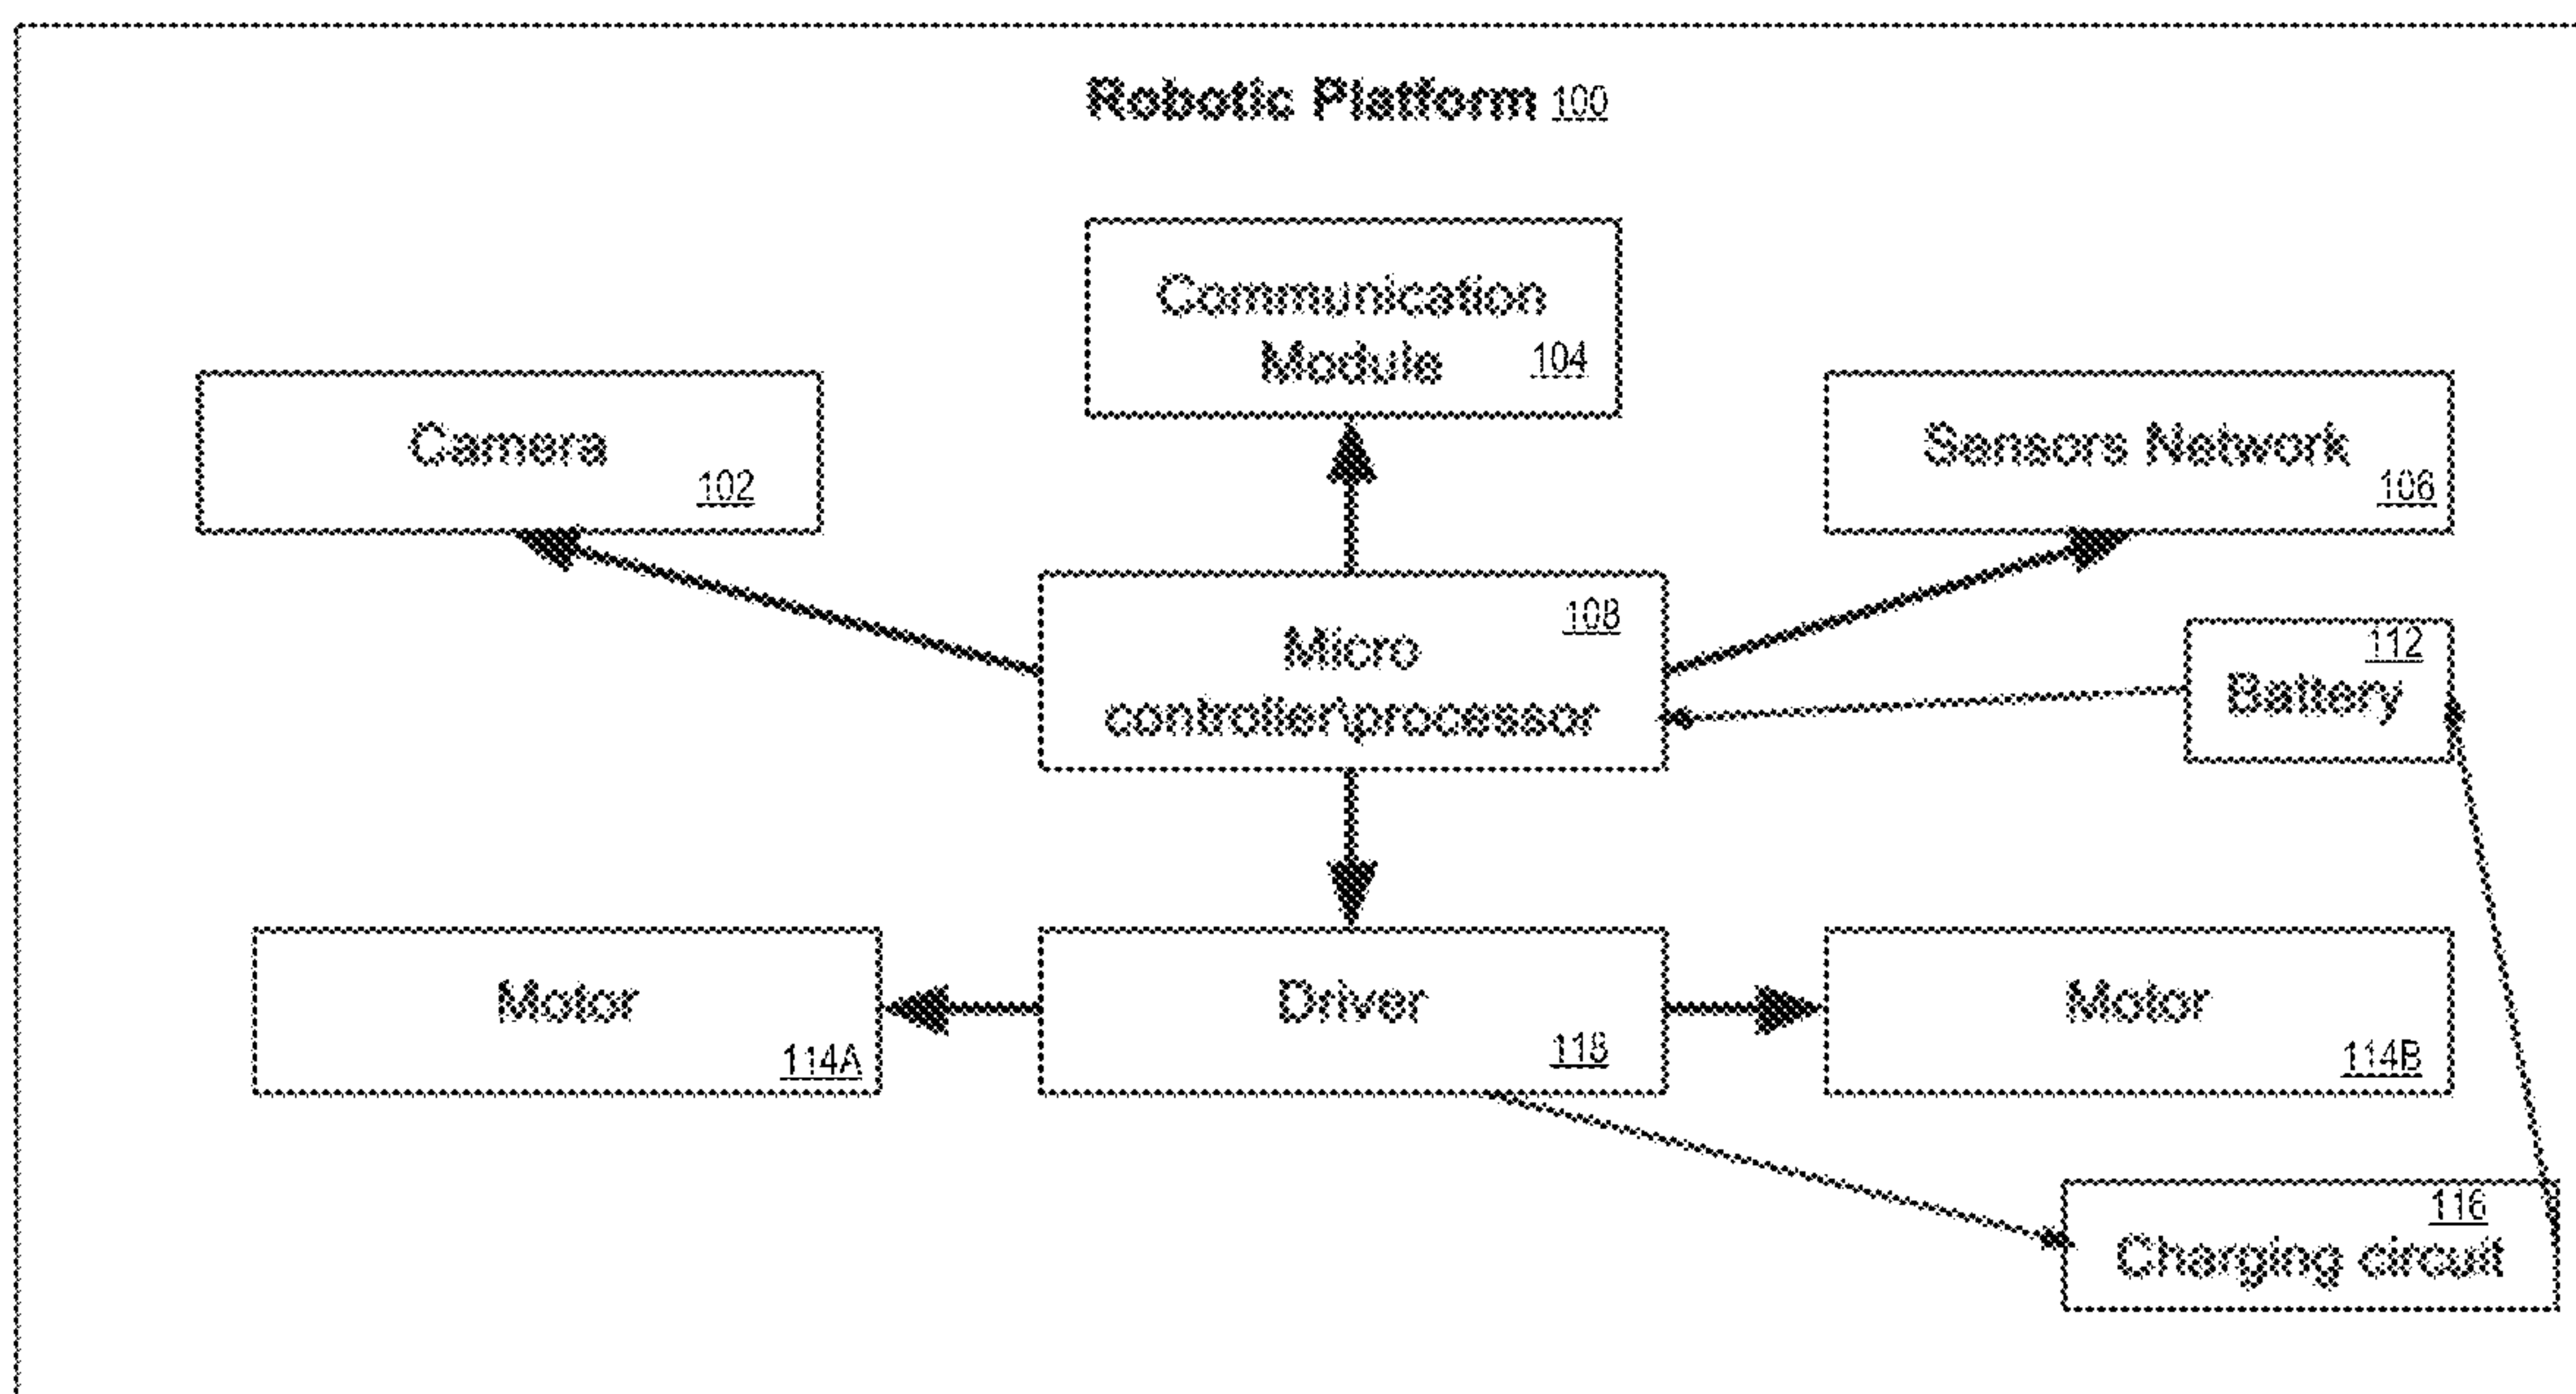 Robotic Platform 100
Communication
Module 104
Camera
102
Sensors Network
106
108
Micro
controller\processor
112
Battery
Motor
114A
Driver
118
Motor
114B
116
Charging circuit